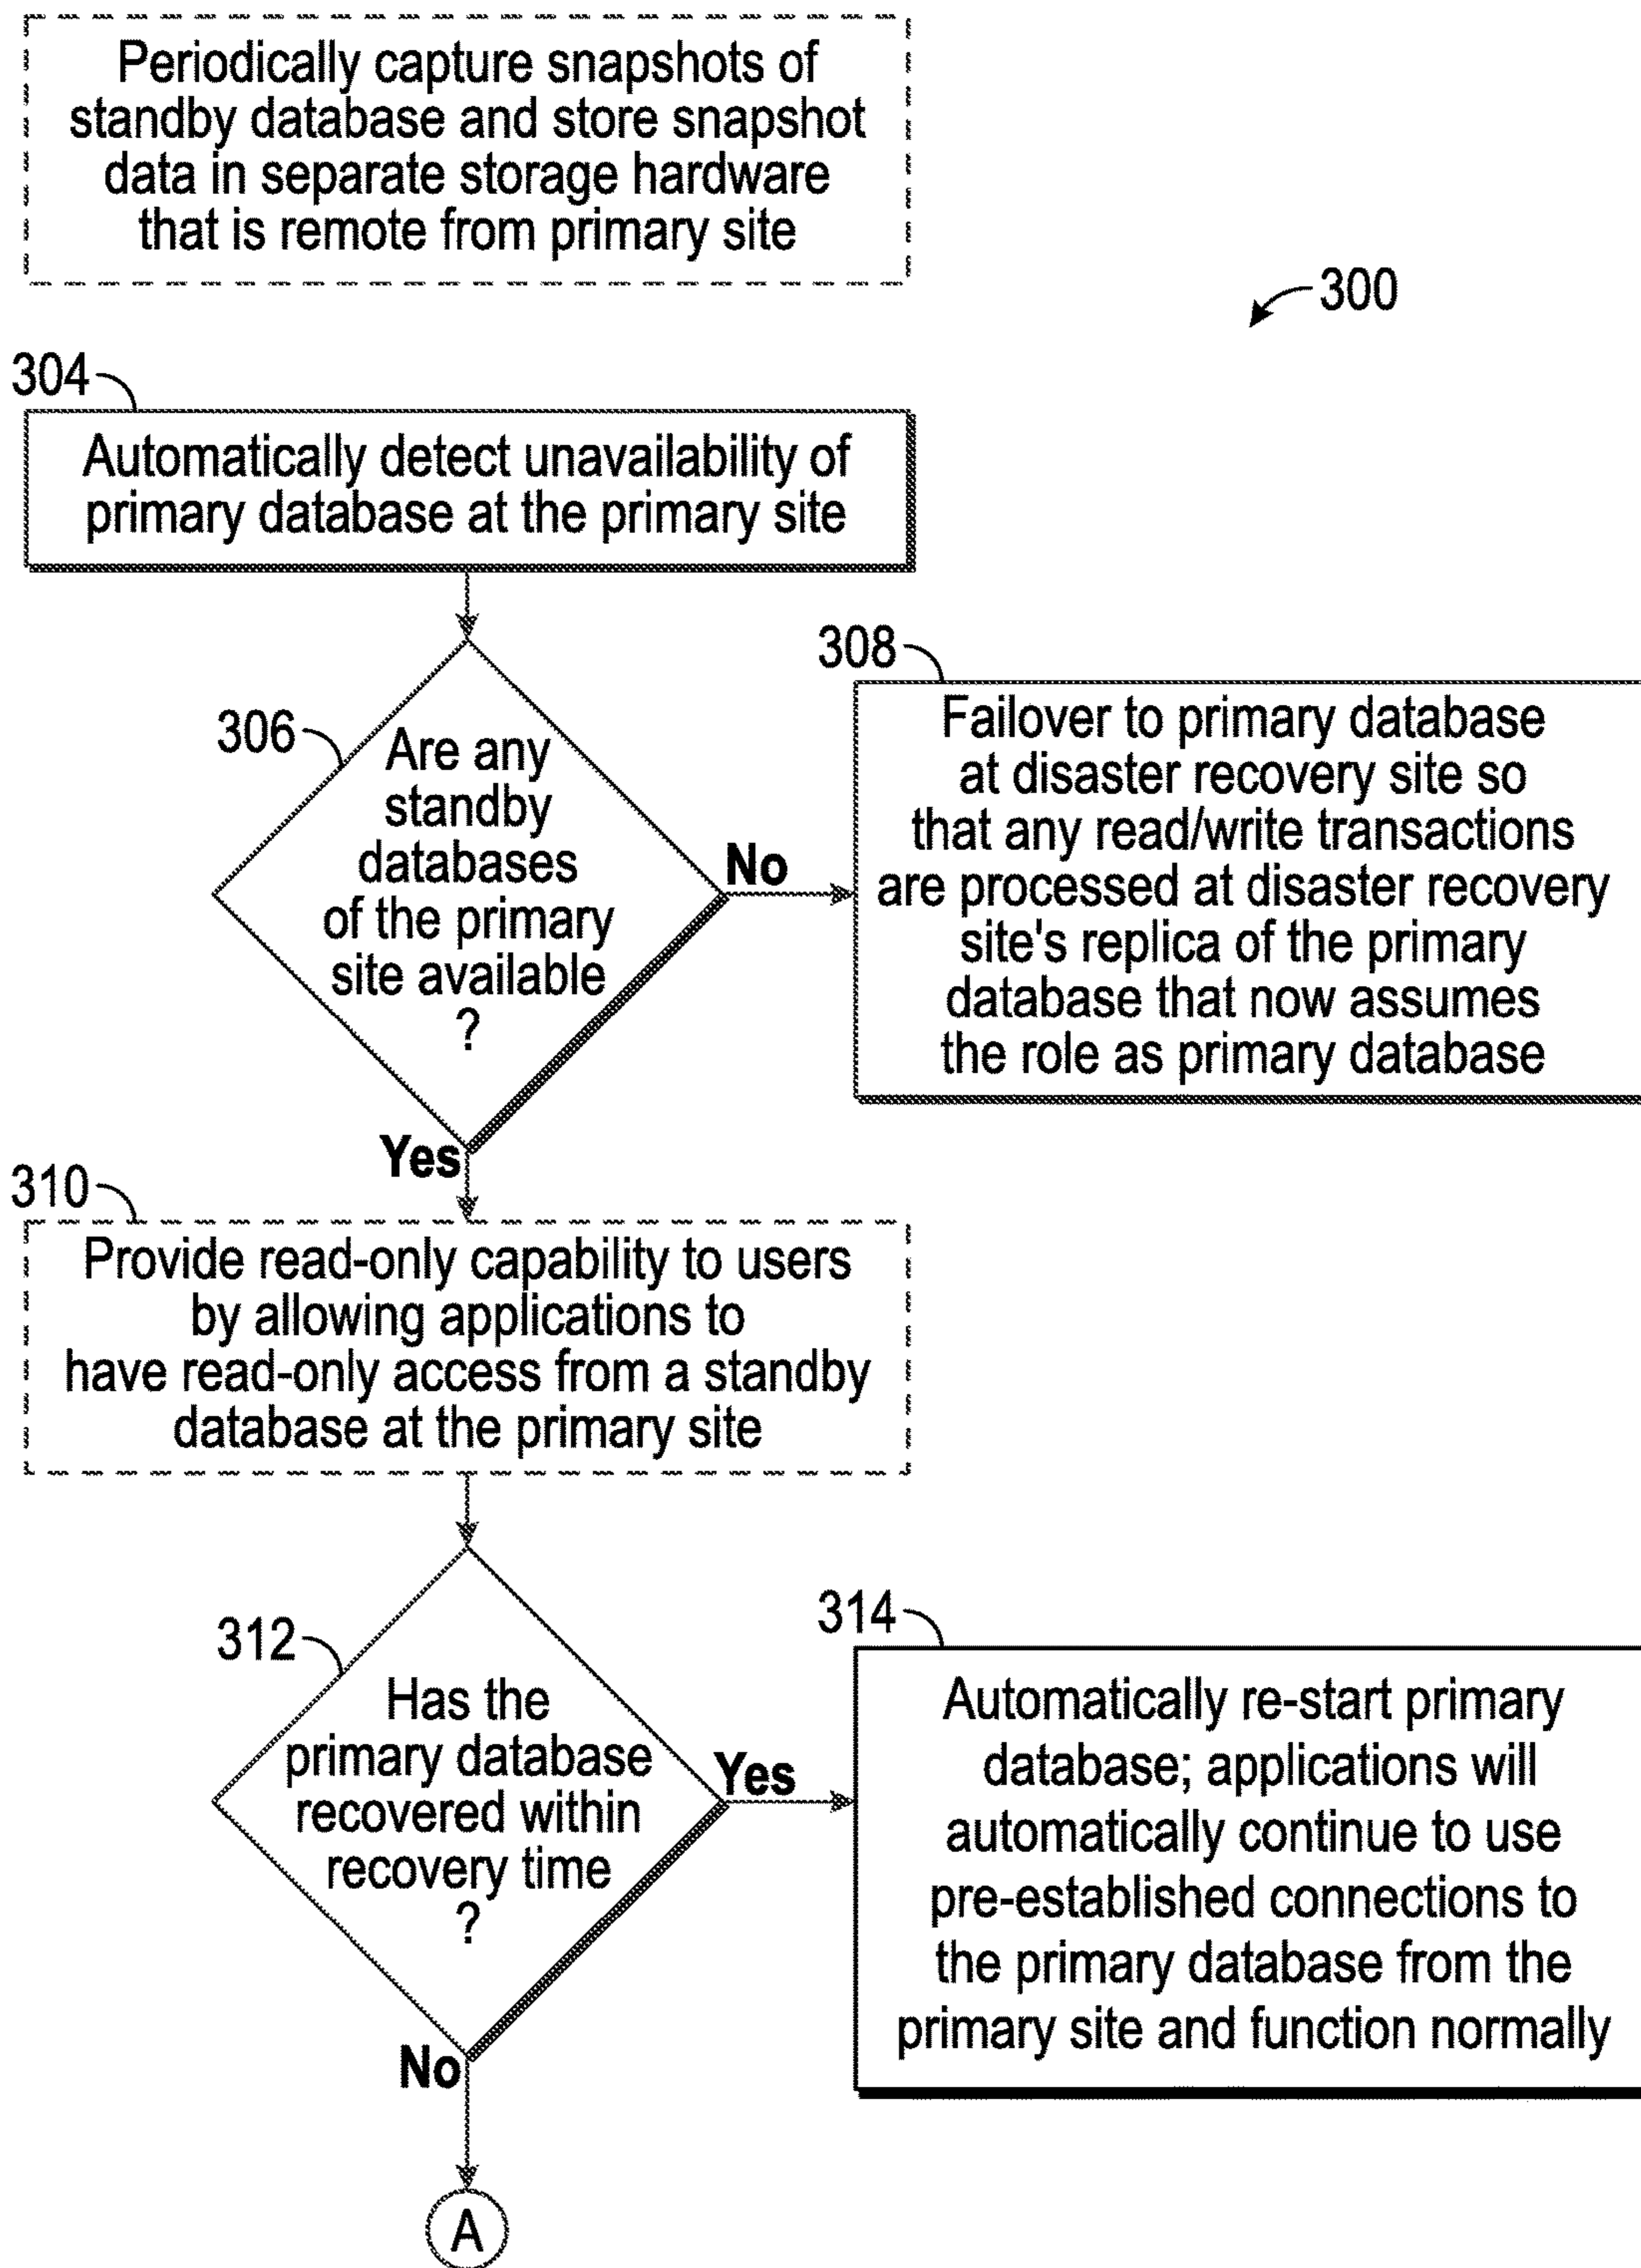 Periodically capture snapshots of
standby database and store snapshot
data in separate storage hardware
that is remote from primary site
300
304
Automatically detect unavailability of
primary database at the primary site
306
Are any
standby
databases
of the primary
site available
?
No
308
Failover to primary database
at disaster recovery site so
that any read/write transactions
are processed at disaster recovery
site's replica of the primary
database that now assumes
the role as primary database
Yes
310
Provide read-only capability to users
by allowing applications to
have read-only access from a standby
database at the primary site
312
Has the
primary database
recovered within
recovery time
?
Yes
314
Automatically re-start primary
database; applications will
automatically continue to use
pre-established connections to
the primary database from the
primary site and function normally
No
A